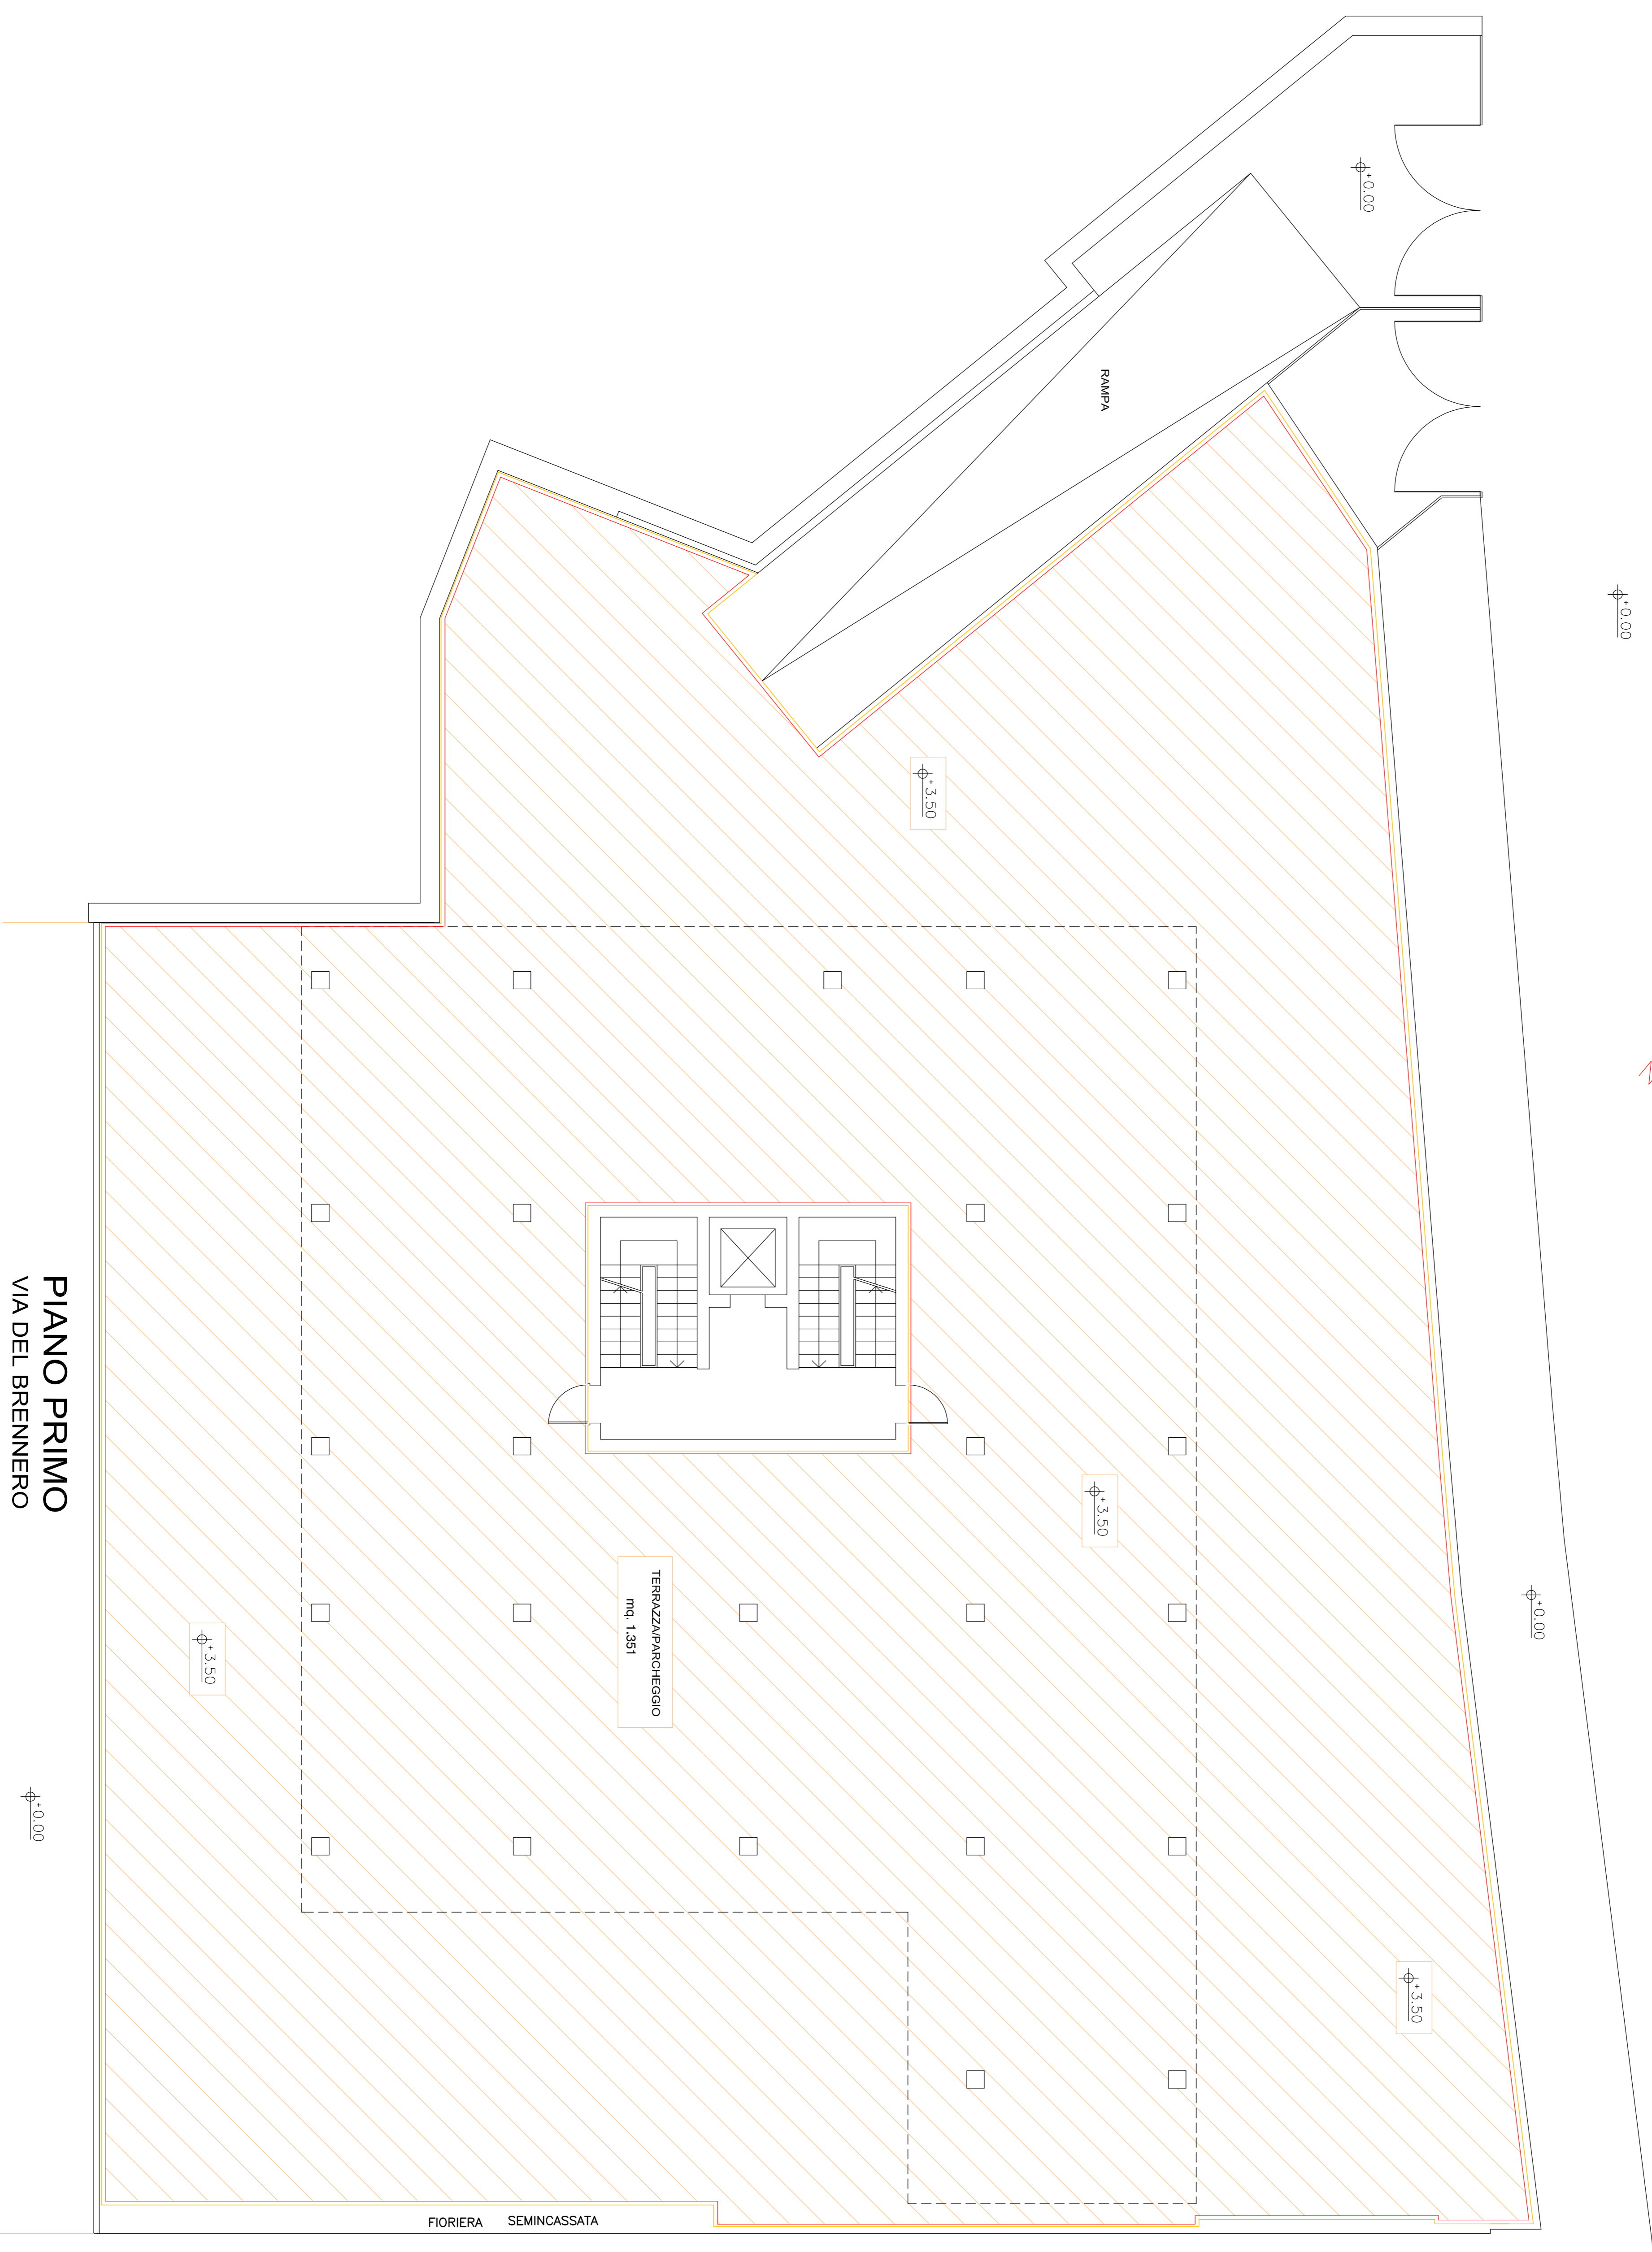 +0.00
+0.00
RAMPA
+3.50
+3.50
TERRAZZA/PARCHEGGIO
mq. 1.351
+3.50
+0.00
+3.50
PIANO PRIMO
VIA DEL BRENNERO
+0.00
FIORIERA SEMINCASSATA